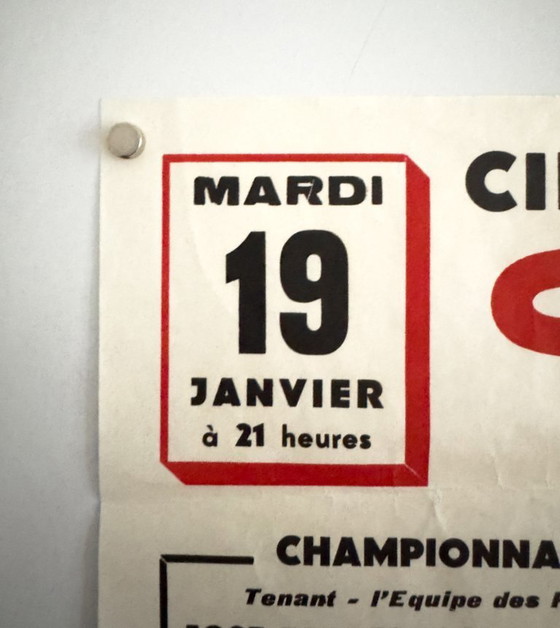 MARDI
19
JANVIER
à 21 heures
CI
CHAMPIONNA
Tenant - l'Equipe des